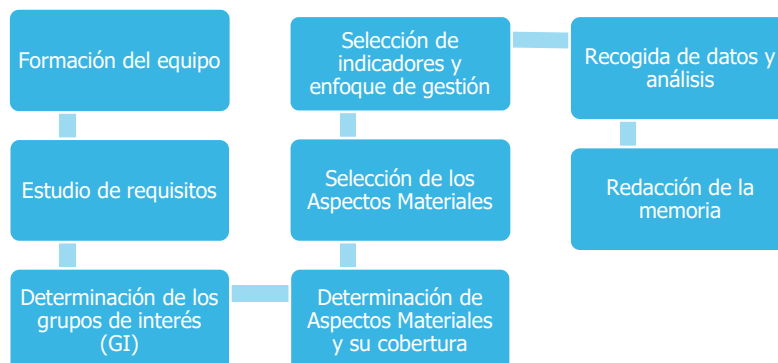 Formación del equipo
Estudio de requisitos
Determinación de los
grupos de interés
(GI)
Determinación de
Aspectos Materiales
y su cobertura
Selección de los
Aspectos Materiales
Selección de
indicadores y
enfoque de gestión
Recogida de datos y
análisis
Redacción de la
memoria